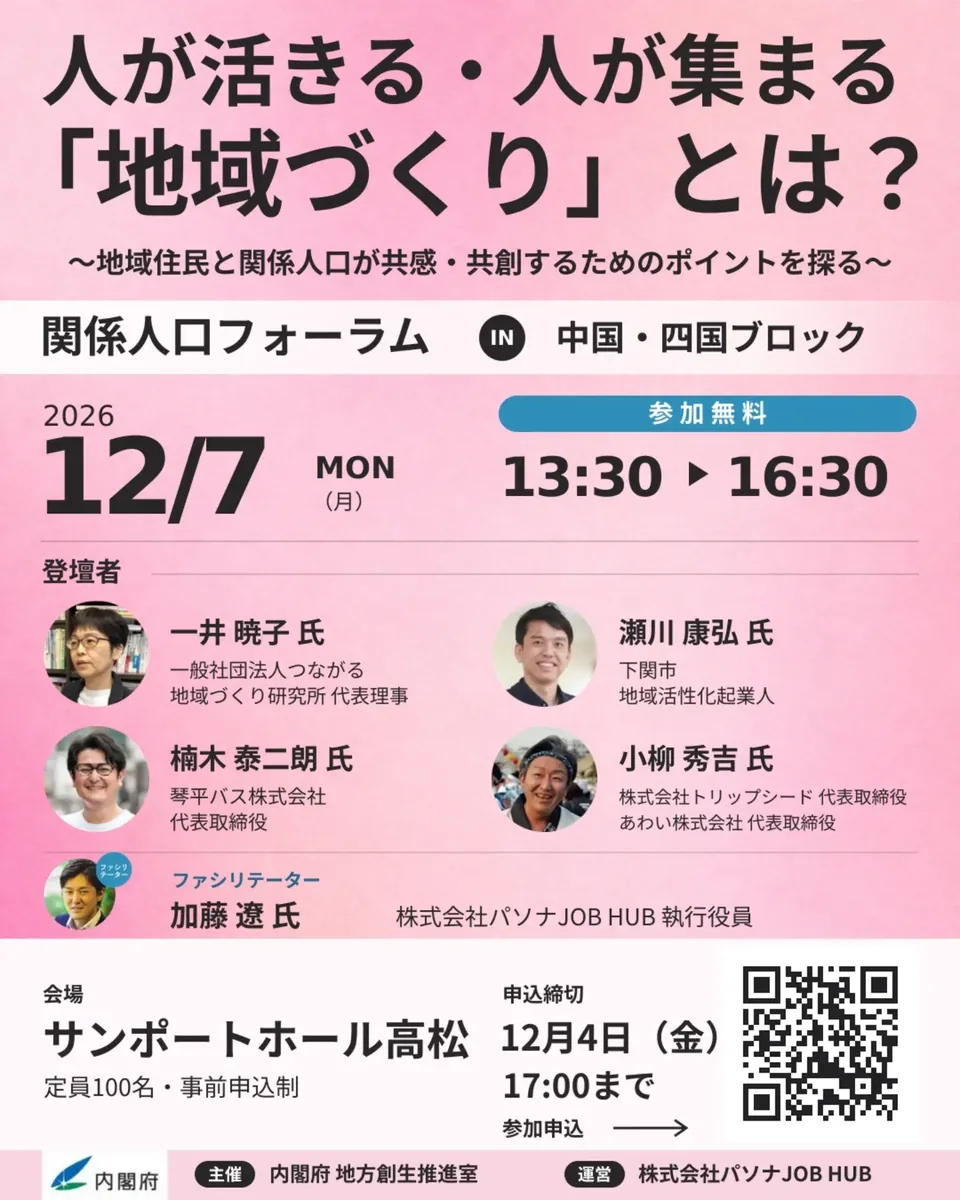 人が活きる・人が集まる
「地域づくり」とは？
～地域住民と関係人口が共感・共創するためのポイントを探る～
関係人口フォーラム IN 中国・四国ブロック
2026
12/7 MON
（月）
参加無料
13:30 ▶ 16:30
登壇者
一井 暁子 氏
一般社団法人つながる
地域づくり研究所 代表理事
瀬川 康弘 氏
下関市
地域活性化起業人
楠木 泰二朗 氏
琴平バス株式会社
代表取締役
小柳 秀吉 氏
株式会社トリップシード 代表取締役
あわい株式会社 代表取締役
ファシリ
テーター
ファシリテーター
加藤 遼 氏 株式会社パソナJOB HUB 執行役員
会場
サンポートホール高松
定員100名・事前申込制
申込締切
12月4日（金）
17:00まで
参加申込 →
内閣府
主催 内閣府 地方創生推進室
運営 株式会社パソナJOB HUB